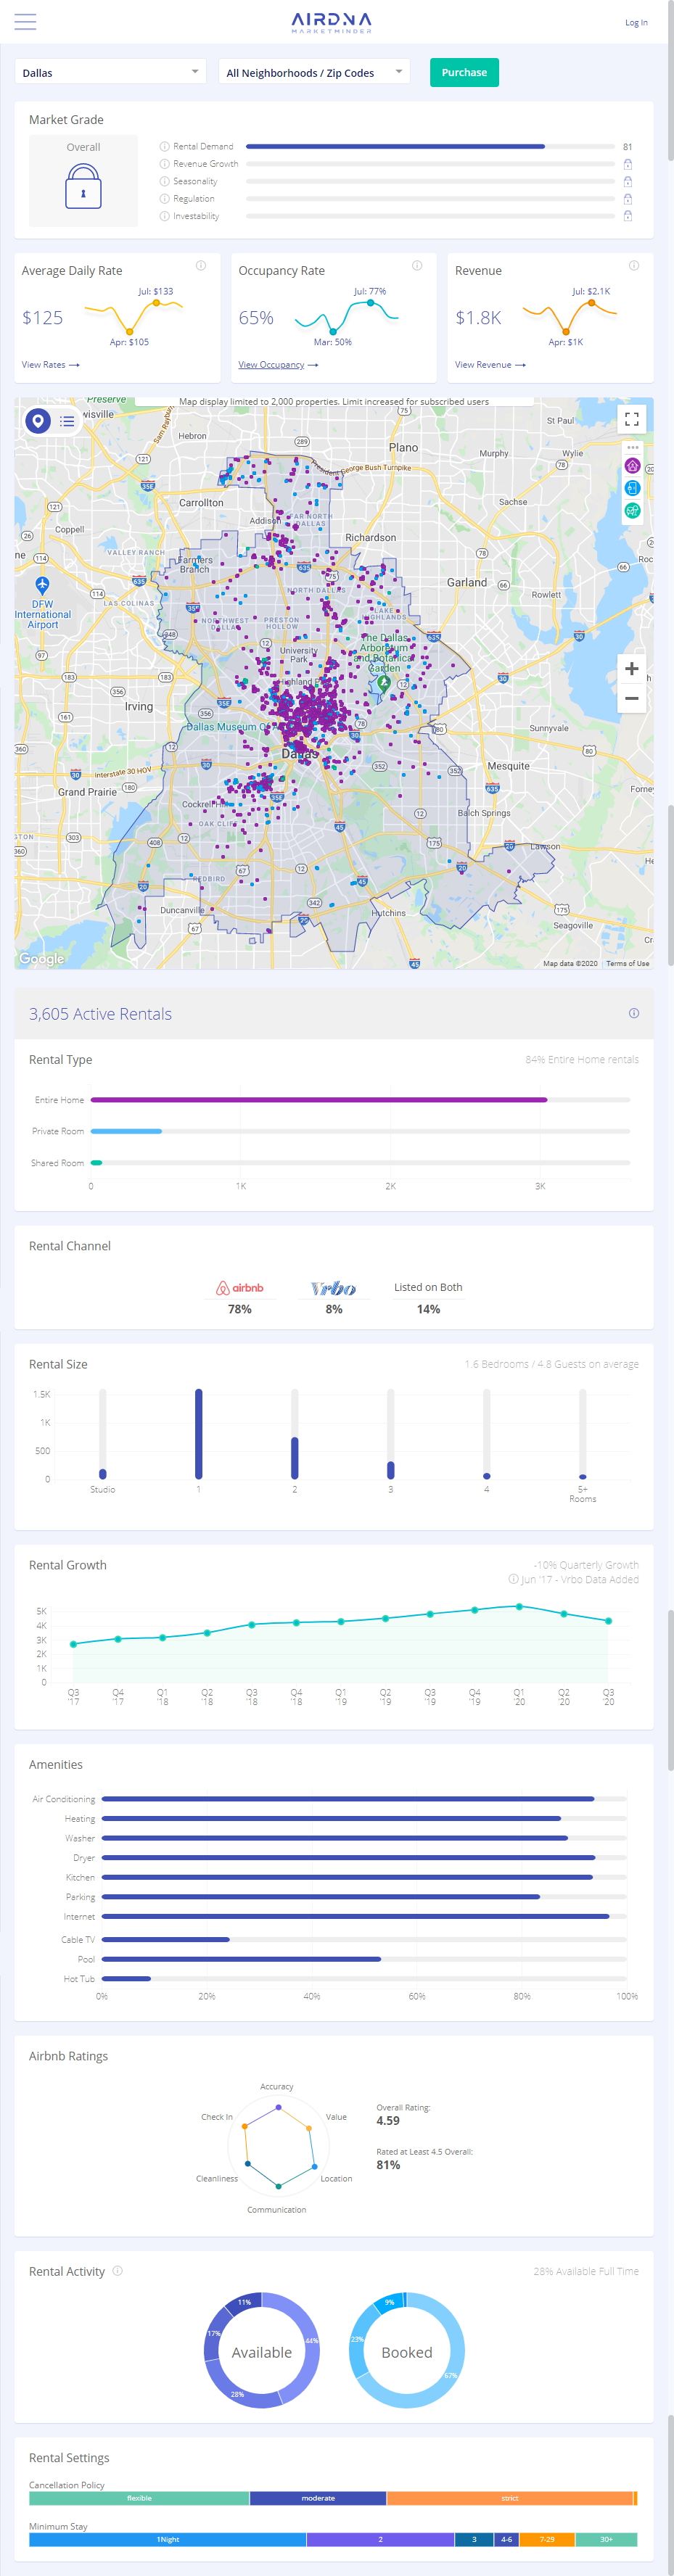 AIRDNA
MARKETMINDER
Log In
Dallas
All Neighborhoods / Zip Codes
Purchase
Market Grade
Overall
Rental Demand 81
Revenue Growth
Seasonality
Regulation
Investability
Average Daily Rate
Jul: $133
$125
Apr: $105
View Rates →
Occupancy Rate
Jul: 77%
65%
Mar: 50%
View Occupancy →
Revenue
Jul: $2.1K
$1.8K
Apr: $1K
View Revenue →
Map display limited to 2,000 properties. Limit increased for subscribed users
Preserve
Lewisville
Hebron
Plano
St Paul
Murphy
Wylie
President George Bush Turnpike
Carrollton
Sachse
Addison
FAR NORTH
DALLAS
Coppell
Richardson
VALLEY RANCH
Farmers
Branch
Garland
Rowlett
DFW
International
Airport
LAS COLINAS
NORTH DALLAS
NORTHWEST
DALLAS
PRESTON
HOLLOW
LAKE
HIGHLANDS
University
Park
The Dallas
Arboretum
and Botanical
Garden
Highland Park
Irving
Dallas Museum Of
Dallas
Sunnyvale
Mesquite
Interstate 30 HOV
Grand Prairie
Cockrell Hill
OAK CLIFF
Balch Springs
Lawson
REDBIRD
Duncanville
Hutchins
Seagoville
Google
Map data ©2020
Terms of Use
3,605 Active Rentals
Rental Type
84% Entire Home rentals
Entire Home
Private Room
Shared Room
0 1K 2K 3K
Rental Channel
airbnb Vrbo Listed on Both
78% 8% 14%
Rental Size
1.6 Bedrooms / 4.8 Guests on average
1.5K
1K
500
0
Studio 1 2 3 4 5+
Rooms
Rental Growth
-10% Quarterly Growth
Jun '17 - Vrbo Data Added
5K
4K
3K
2K
1K
0
Q3 Q4 Q1 Q2 Q3 Q4 Q1 Q2 Q3 Q4 Q1 Q2 Q3
'17 '17 '18 '18 '18 '18 '19 '19 '19 '19 '20 '20 '20
Amenities
Air Conditioning
Heating
Washer
Dryer
Kitchen
Parking
Internet
Cable TV
Pool
Hot Tub
0% 20% 40% 60% 80% 100%
Airbnb Ratings
Accuracy
Check In
Value
Cleanliness
Location
Communication
Overall Rating:
4.59
Rated at Least 4.5 Overall:
81%
Rental Activity
28% Available Full Time
Available
11%
17%
44%
28%
Booked
9%
23%
67%
Rental Settings
Cancellation Policy
flexible moderate strict
Minimum Stay
1Night 2 3 4-6 7-29 30+